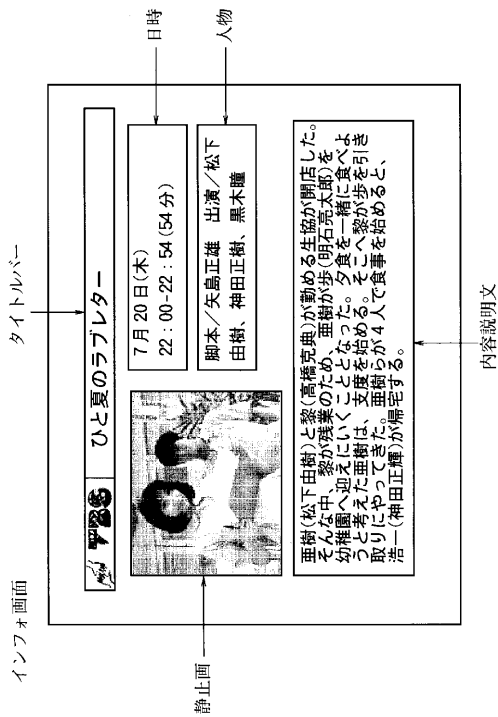 インフォ画面
タイトルバー
TBS ひと夏のラブレター
日時
7月20日(木)
22:00-22:54(54分)
人物
脚本/矢島正雄 出演/松下
由樹、神田正樹、黒木瞳
静止画
亜樹(松下由樹)と黎(高橋克典)が勤める生協が開店した。
そんな中、黎が残業のため、亜樹が歩(明石亮太郎)を
幼稚園へ迎えにいくこととなった。夕食を一緒に食べよ
うと考えた亜樹は、支度を始める。そこへ黎が歩を引き
取りにやってきた。亜樹らが4人で食事を始めると、
浩一(神田正輝)が帰宅する。
内容説明文